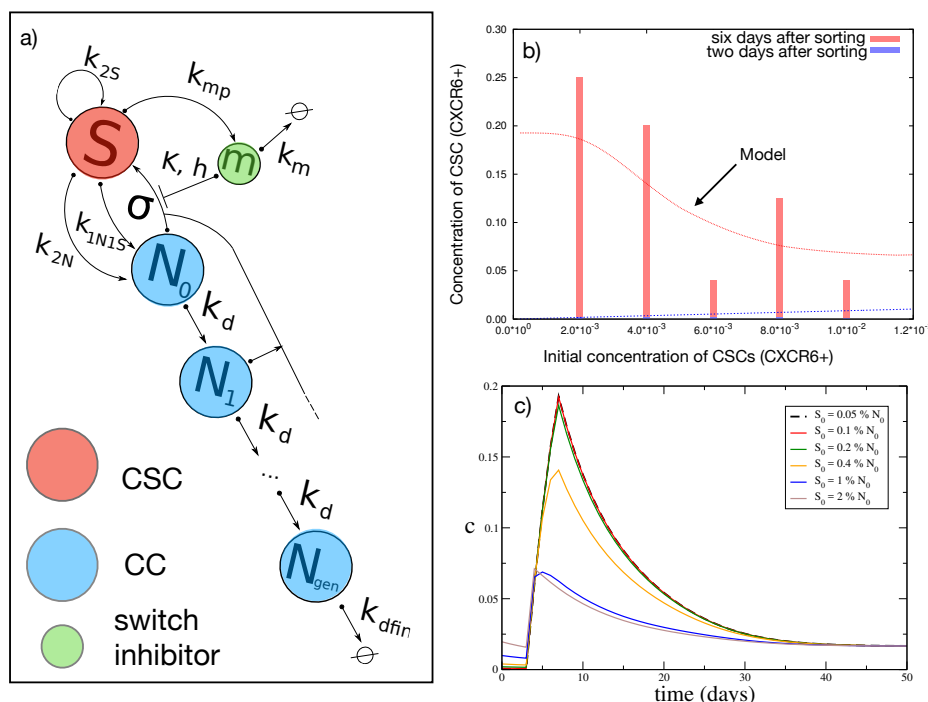 a)
k2S
S
kmp
m
km
K, h
σ
k1N1S
k2N
N0
kd
N1
kd
...
kd
Ngen
kdfin
CSC
CC
switch
inhibitor
b)
six days after sorting
two days after sorting
Model
Concentration of CSC (CXCR6+)
0.30
0.25
0.20
0.15
0.10
0.05
0.00
0.0*10^0 2.0*10^-3 4.0*10^-3 6.0*10^-3 8.0*10^-3 1.0*10^-2 1.2*1
Initial concentration of CSCs (CXCR6+)
c)
S0 = 0.05 % N0
S0 = 0.1 % N0
S0 = 0.2 % N0
S0 = 0.4 % N0
S0 = 1 % N0
S0 = 2 % N0
c
0.2
0.15
0.1
0.05
0
0 10 20 30 40 50
time (days)